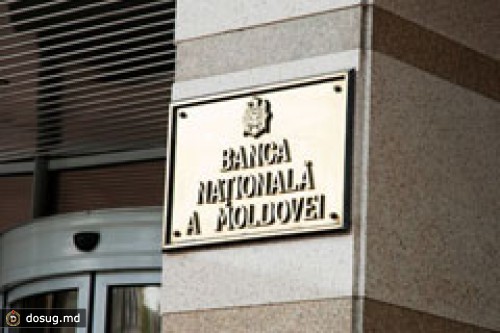 BANCA
NAȚIONALĂ
A MOLDOVEI
dosug.md